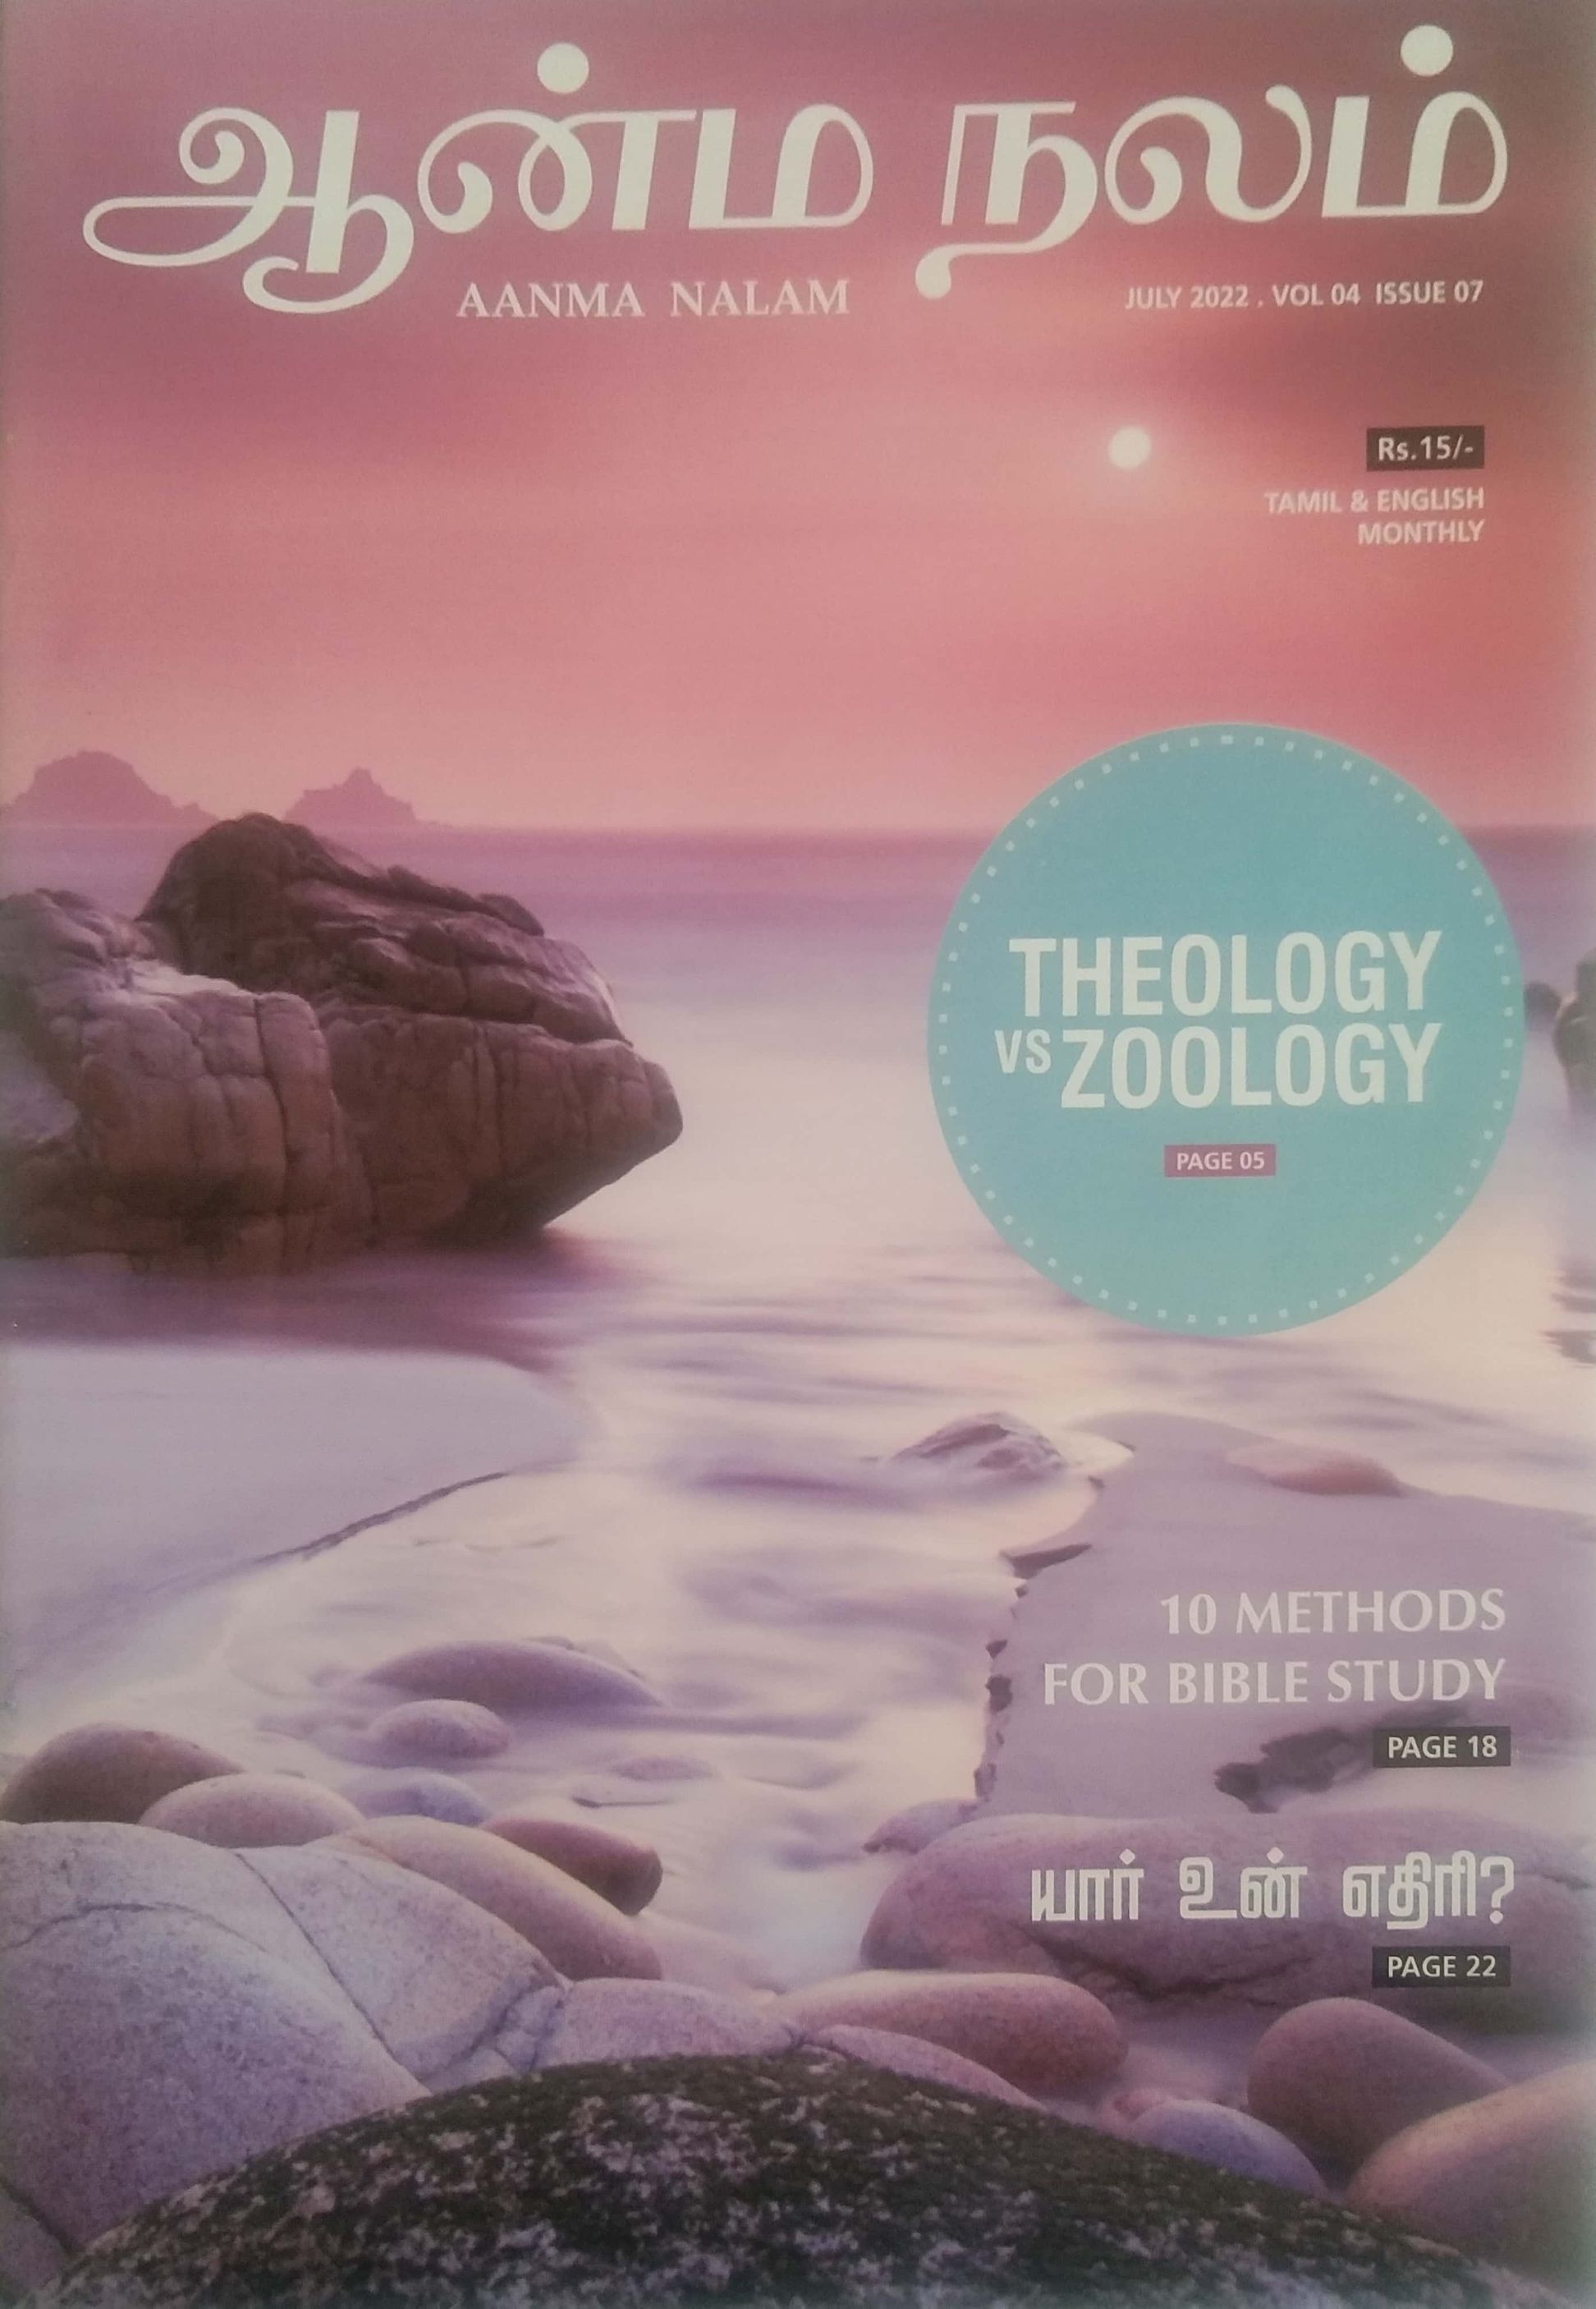 ஆன்ம நலம்
AANMA NALAM
JULY 2022 . VOL 04 ISSUE 07
Rs.15/-
TAMIL & ENGLISH
MONTHLY
THEOLOGY
VS ZOOLOGY
PAGE 05
10 METHODS
FOR BIBLE STUDY
PAGE 18
யார் உன் எதிரி?
PAGE 22